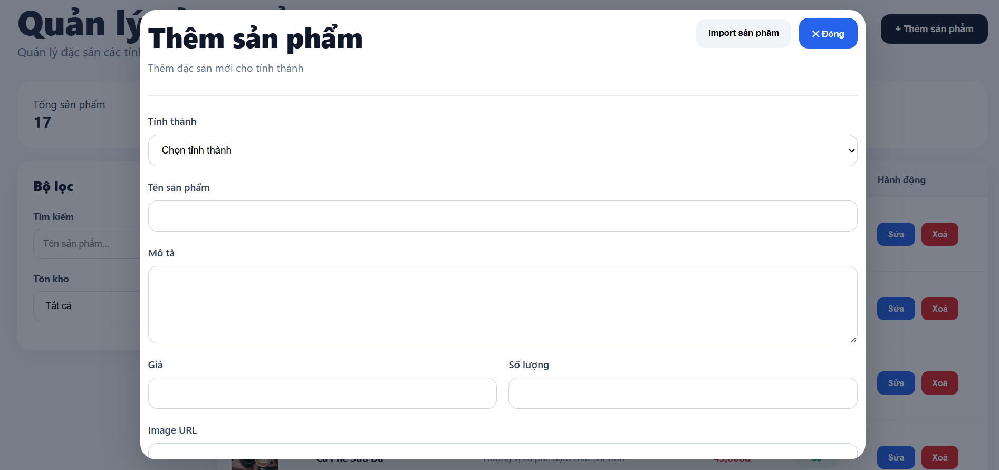 Quản lý
Quản lý đặc sản các tỉnh
+ Thêm sản phẩm
Tổng sản phẩm
17
Bộ lọc
Tìm kiếm
Tên sản phẩm...
Tồn kho
Tất cả
Thêm sản phẩm
Thêm đặc sản mới cho tỉnh thành
Import sản phẩm
✕ Đóng
Tỉnh thành
Chọn tỉnh thành
Tên sản phẩm
Mô tả
Giá
Số lượng
Image URL
Hành động
Sửa Xoá
Sửa Xoá
Sửa Xoá
Sửa Xoá